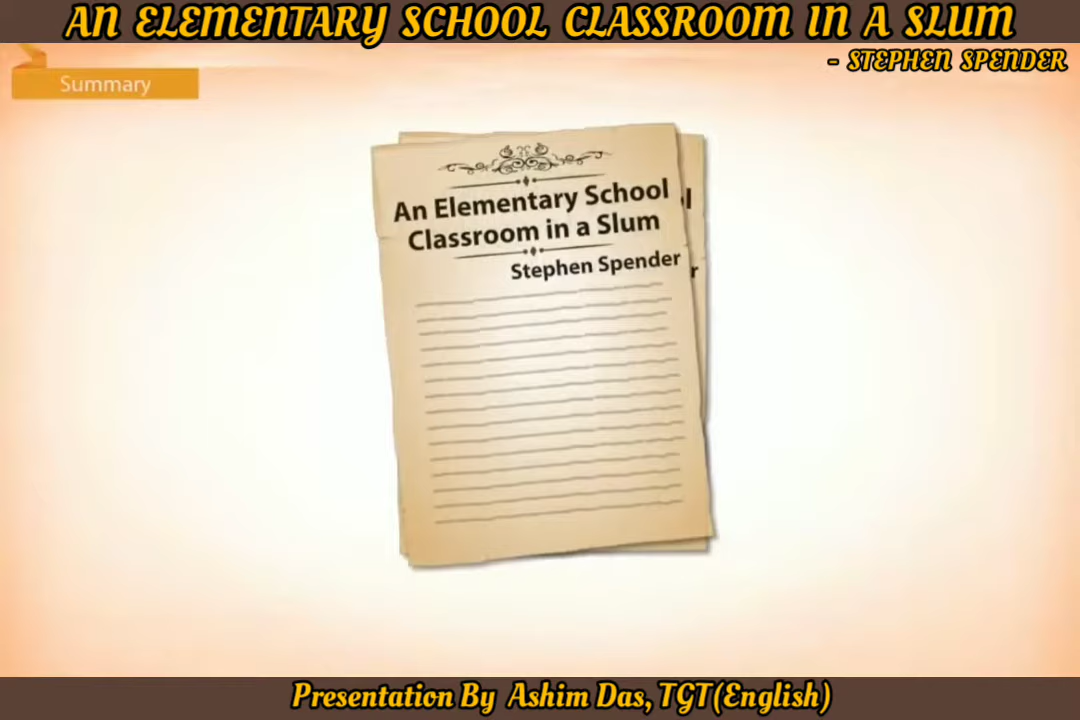 AN ELEMENTARY SCHOOL CLASSROOM IN A SLUM
- STEPHEN SPENDER
Summary
An Elementary School
Classroom in a Slum
Stephen Spender
l
r
Presentation By Ashim Das, TGT(English)